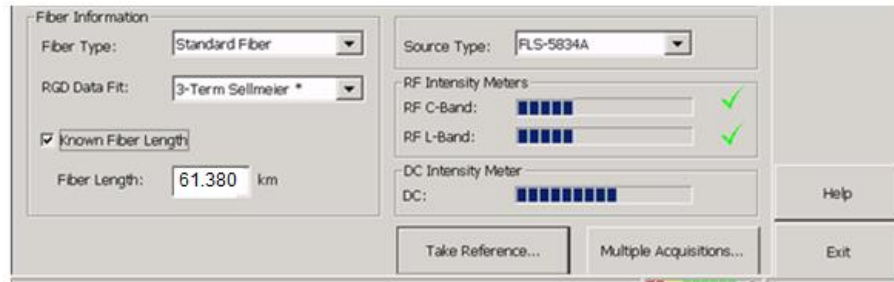 Fiber Information
Fiber Type: Standard Fiber
RGD Data Fit: 3-Term Sellmeier *
Known Fiber Length
Fiber Length: 61.380 km
Source Type: FLS-5834A
RF Intensity Meters
RF C-Band:
RF L-Band:
DC Intensity Meter
DC:
Take Reference...
Multiple Acquisitions...
Help
Exit